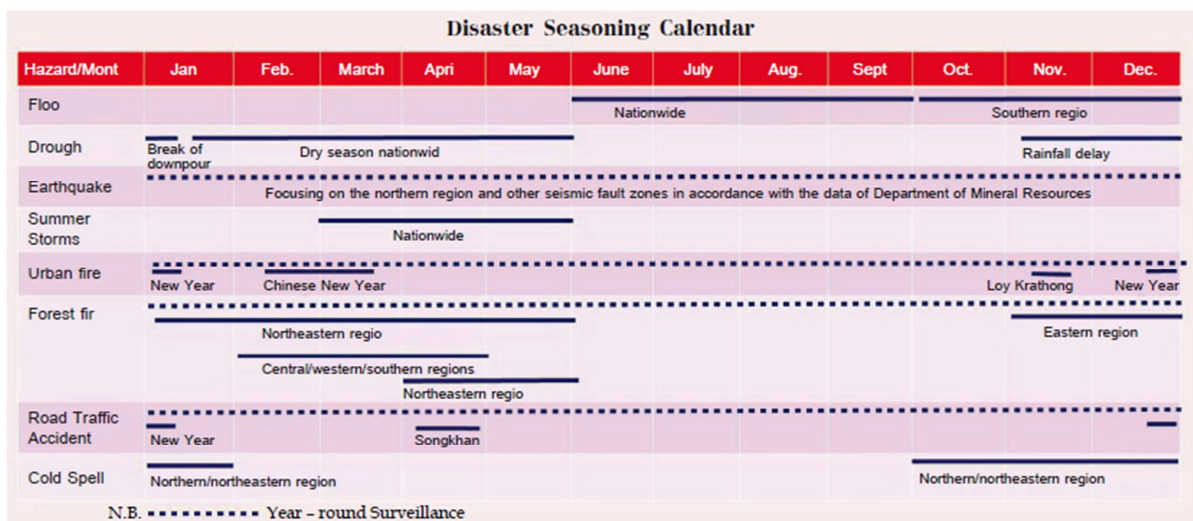 Disaster Seasoning Calendar
Hazard/Mont Jan Feb. March Apri May June July Aug. Sept Oct. Nov. Dec.
Floo
Nationwide Southern regio
Drough
Break of
downpour
Dry season nationwid
Rainfall delay
Earthquake
Focusing on the northern region and other seismic fault zones in accordance with the data of Department of Mineral Resources
Summer
Storms
Nationwide
Urban fire
New Year Chinese New Year Loy Krathong New Year
Forest fir
Northeastern regio Eastern region
Central/western/southern regions
Northeastern regio
Road Traffic
Accident
New Year Songkhan
Cold Spell
Northern/northeastern region Northern/northeastern region
N.B. Year – round Surveillance